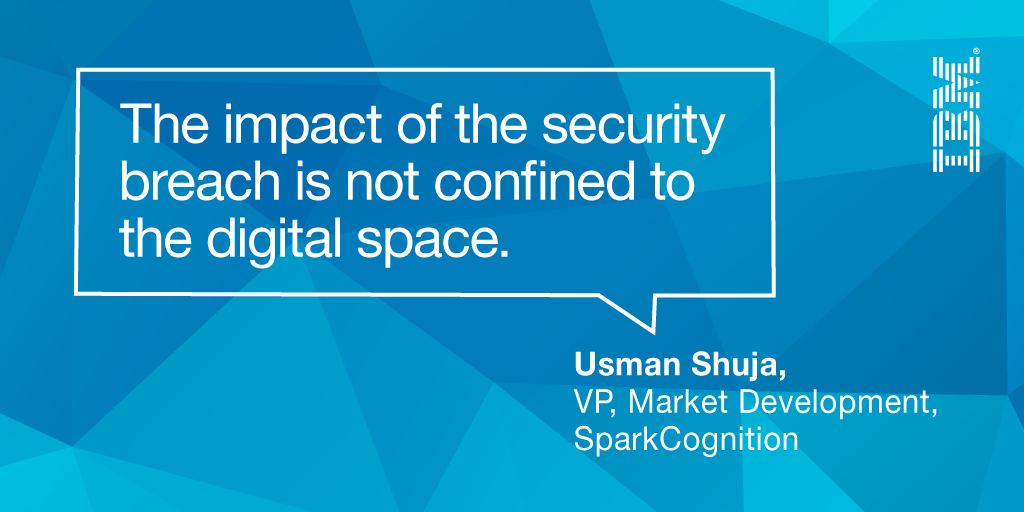 The impact of the security
breach is not confined to
the digital space.
IBM®
Usman Shuja,
VP, Market Development,
SparkCognition